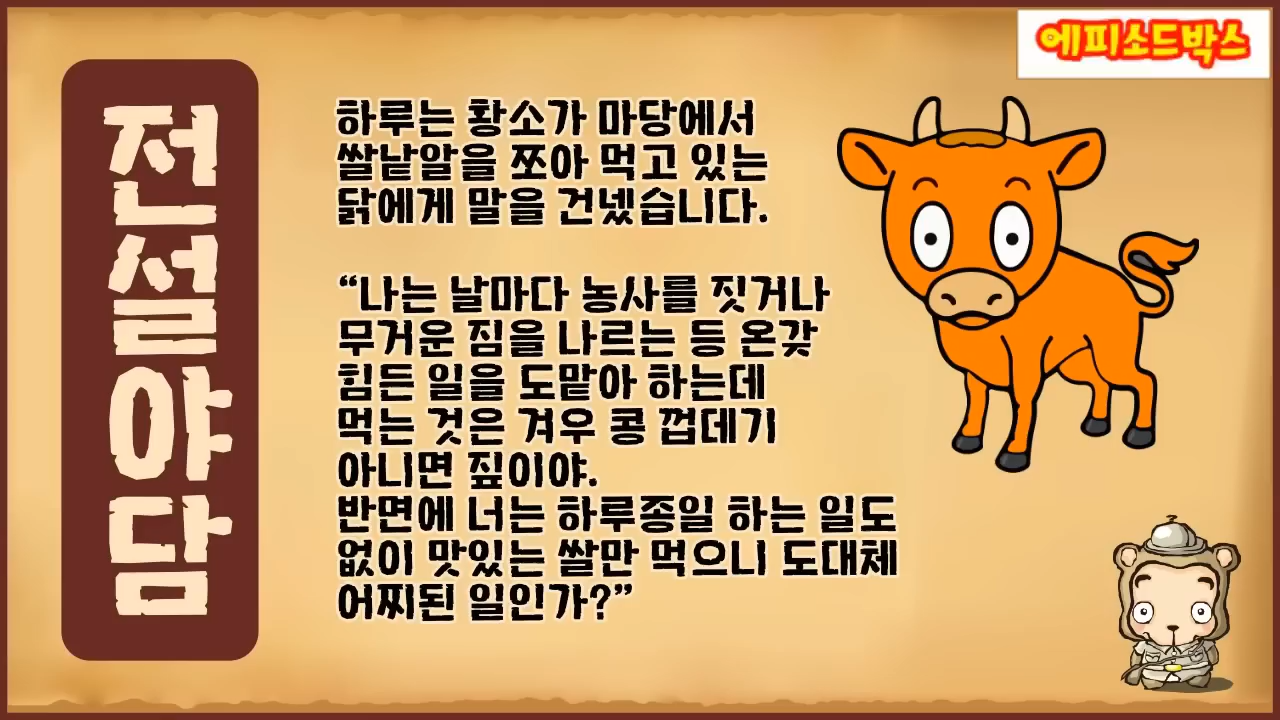 에피소드박스
전설야담
하루는 황소가 마당에서
쌀낱알을 쪼아 먹고 있는
닭에게 말을 건넸습니다.
“나는 날마다 농사를 짓거나
무거운 짐을 나르는 등 온갖
힘든 일을 도맡아 하는데
먹는 것은 겨우 콩 껍데기
아니면 짚이야.
반면에 너는 하루종일 하는 일도
없이 맛있는 쌀만 먹으니 도대체
어찌된 일인가?”